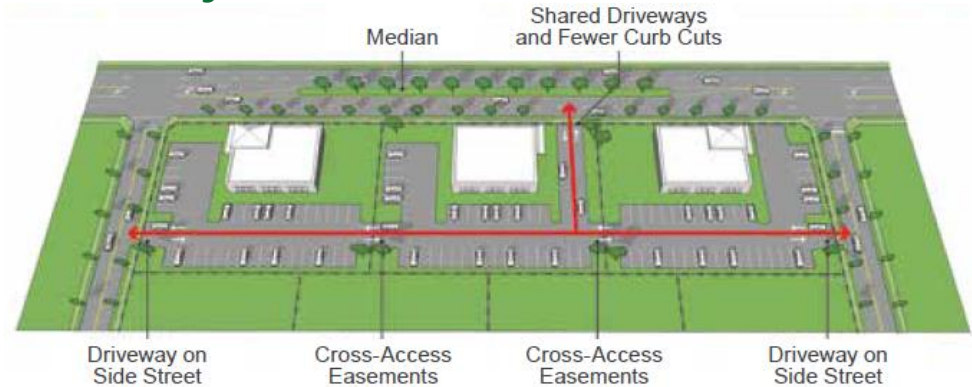 Median
Shared Driveways
and Fewer Curb Cuts
Driveway on
Side Street
Cross-Access
Easements
Cross-Access
Easements
Driveway on
Side Street